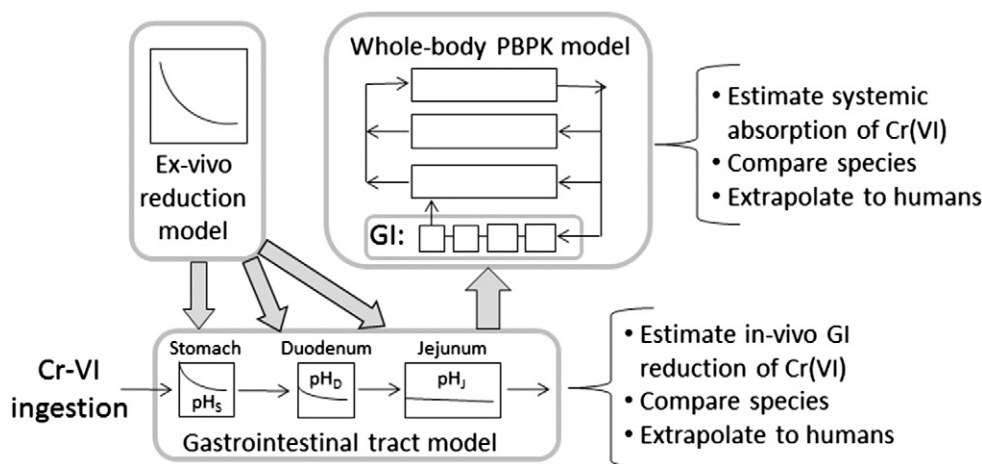 Ex-vivo
reduction
model
Whole-body PBPK model
GI:
• Estimate systemic
absorption of Cr(VI)
• Compare species
• Extrapolate to humans
Cr-VI
ingestion
Stomach
pHS
Duodenum
pHD
Jejunum
pHJ
Gastrointestinal tract model
• Estimate in-vivo GI
reduction of Cr(VI)
• Compare species
• Extrapolate to humans